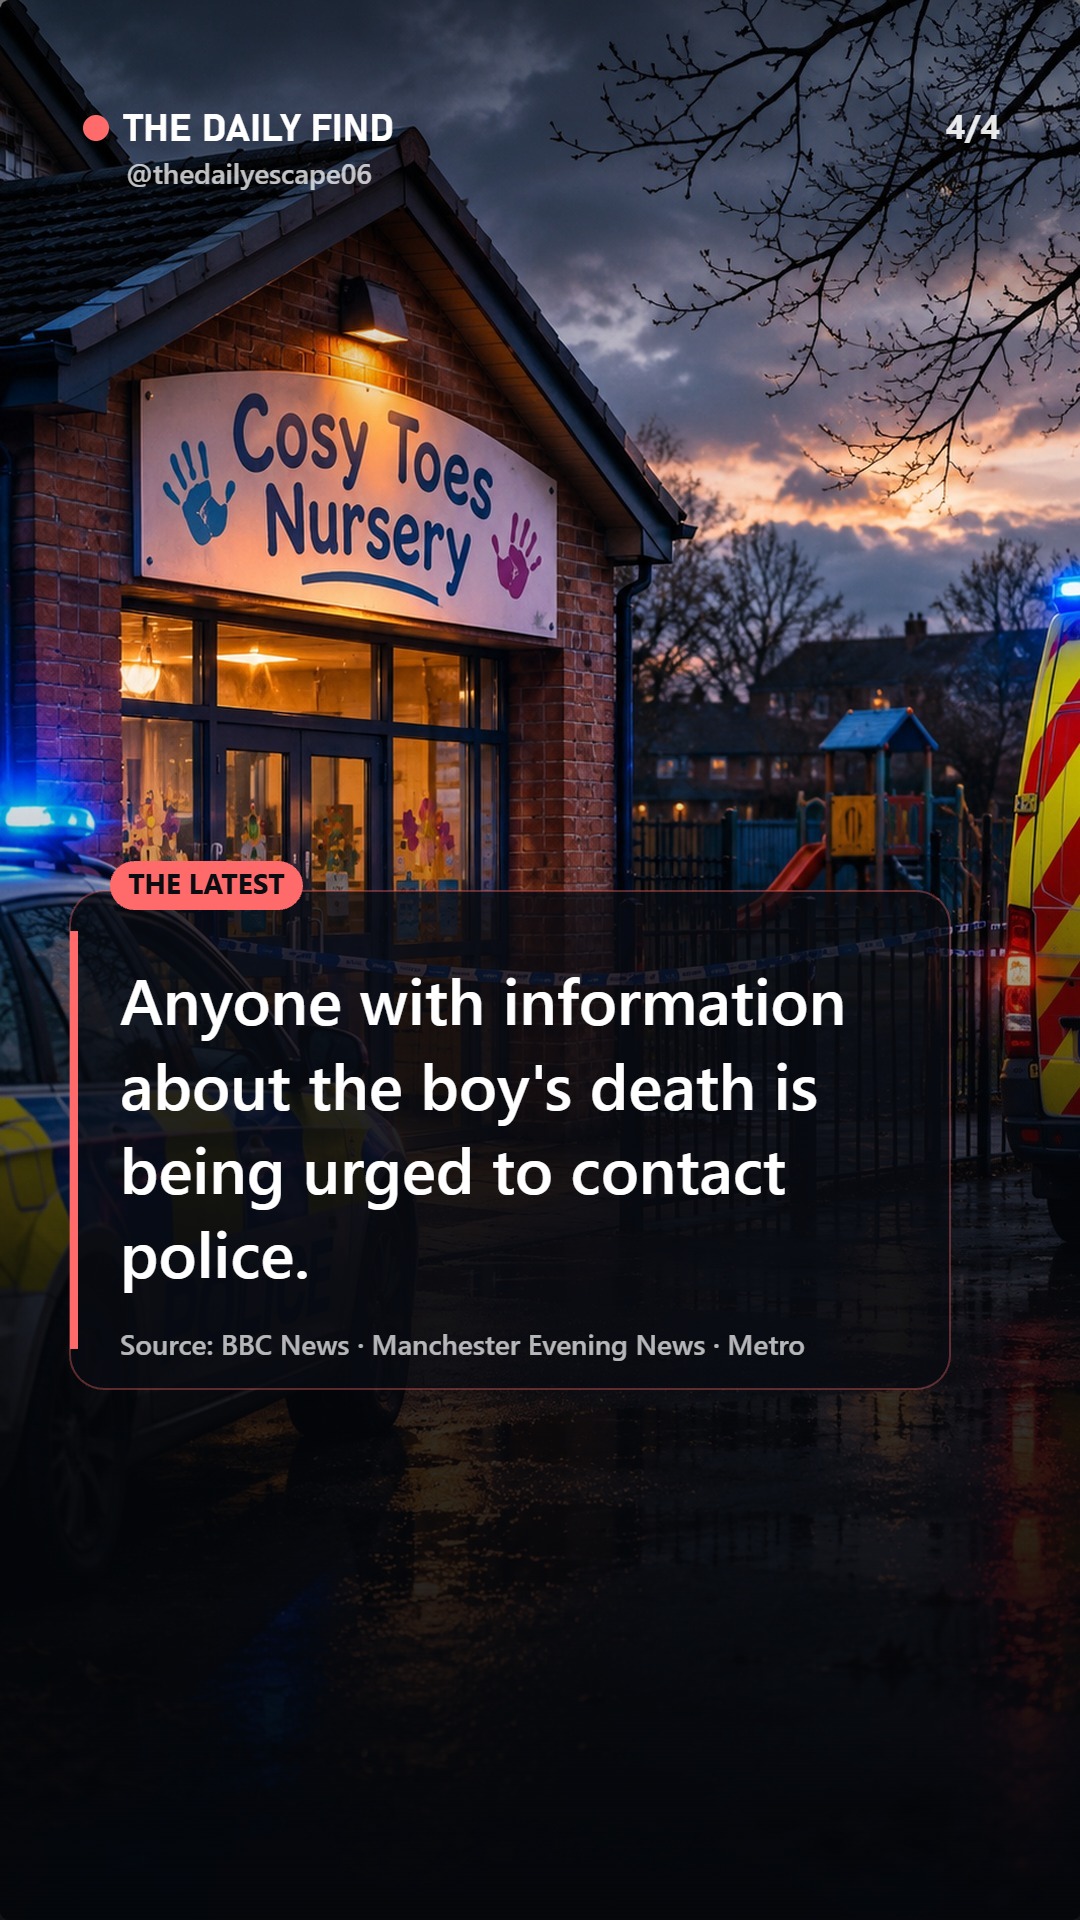 THE DAILY FIND
4/4
@thedailyescape06
Cosy Toes
Nursery
THE LATEST
Anyone with information
about the boy's death is
being urged to contact
police.
Source: BBC News · Manchester Evening News · Metro